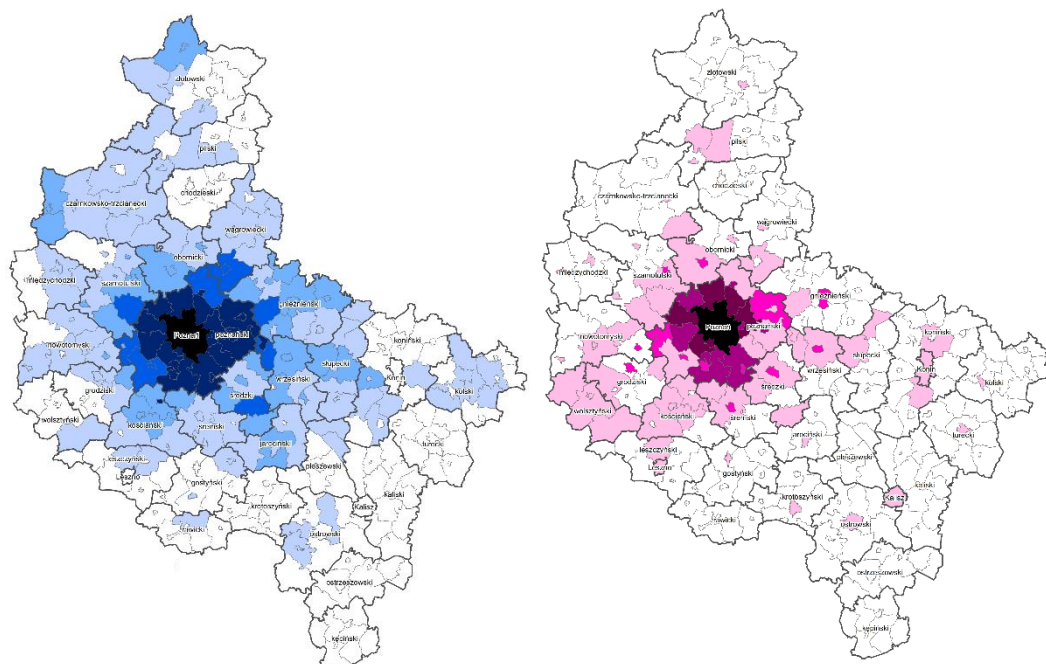 złotowski
pilski
chodzieski
czarnkowsko-trzcianecki
wągrowiecki
obornicki
międzychodzki
szamotulski
gnieźnieński
Poznań
poznański
nowotomyski
koniński
słupecki
Konin
kolski
grodziski
wrzesiński
średzki
wolsztyński
kościański
śremski
jarociński
turecki
leszczyński
Leszno
pleszewski
gostyński
kaliski
krotoszyński
Kalisz
rawicki
ostrowski
ostrzeszowski
kępiński
złotowski
pilski
chodzieski
czarnkowsko-trzcianecki
wągrowiecki
obornicki
międzychodzki
szamotulski
gnieźnieński
Poznań
poznański
nowotomyski
koniński
słupecki
Konin
kolski
grodziski
wrzesiński
średzki
wolsztyński
kościański
śremski
jarociński
turecki
leszczyński
Leszno
pleszewski
gostyński
kaliski
krotoszyński
Kalisz
rawicki
ostrowski
ostrzeszowski
kępiński